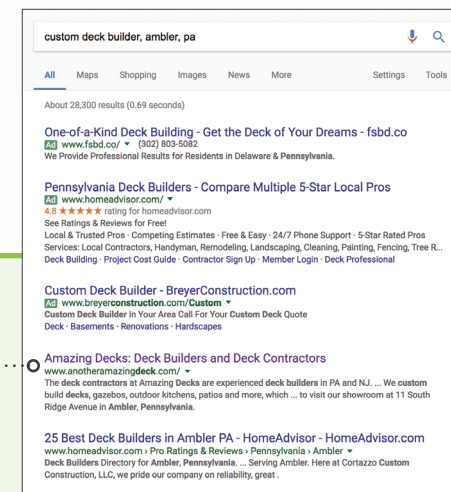 custom deck builder, ambler, pa
All Maps Shopping Images News More Settings Tools
About 28,300 results (0.69 seconds)
One-of-a-Kind Deck Building - Get the Deck of Your Dreams - fsbd.co
Ad www.fsbd.co/ (302) 803-5082
We Provide Professional Results for Residents in Delaware & Pennsylvania.
Pennsylvania Deck Builders - Compare Multiple 5-Star Local Pros
Ad www.homeadvisor.com/
4.8 ★★★★★ rating for homeadvisor.com
See Ratings & Reviews for Free!
Local & Trusted Pros · Competing Estimates · Free & Easy · 24/7 Phone Support · 5-Star Rated Pros
Services: Local Contractors, Handyman, Remodeling, Landscaping, Cleaning, Painting, Fencing, Tree R...
Deck Building · Project Cost Guide · Contractor Sign Up · Member Login · Deck Professional
Custom Deck Builder - BreyerConstruction.com
Ad www.breyerconstruction.com/Custom
Custom Deck Builder In Your Area Call For Your Custom Deck Quote
Deck · Basements · Renovations · Hardscapes
Amazing Decks: Deck Builders and Deck Contractors
www.anotheramazingdeck.com/
The deck contractors at Amazing Decks are experienced deck builders in PA and NJ. ... We custom
build decks, gazebos, outdoor kitchens, patios and more, which ... to visit our showroom at 11 South
Ridge Avenue in Ambler, Pennsylvania.
25 Best Deck Builders in Ambler PA - HomeAdvisor - HomeAdvisor.com
www.homeadvisor.com › Pro Ratings & Reviews › Pennsylvania › Ambler
Deck Builders Directory for Ambler, Pennsylvania. ... Serving Ambler. Here at Cortazzo Custom
Construction, LLC, we pride our company on reliability, great .